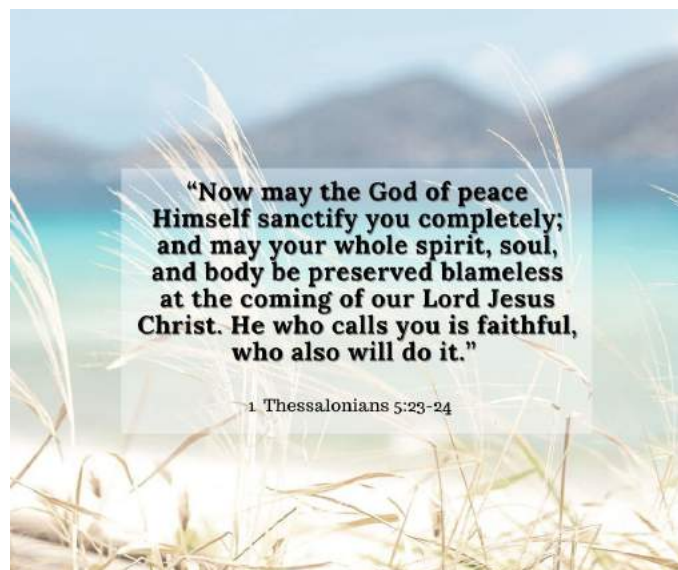 “Now may the God of peace
Himself sanctify you completely;
and may your whole spirit, soul,
and body be preserved blameless
at the coming of our Lord Jesus
Christ. He who calls you is faithful,
who also will do it.”
1 Thessalonians 5:23-24